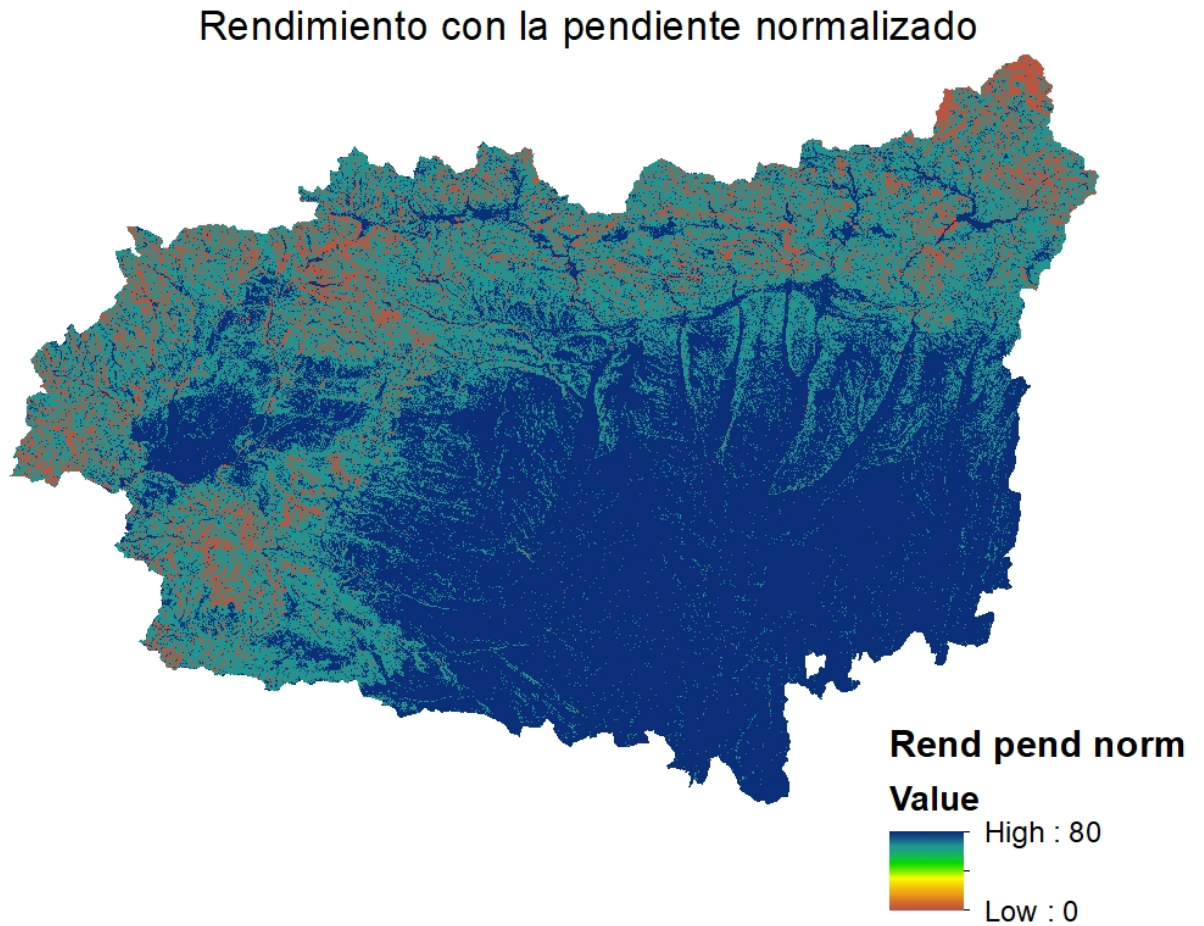 Rendimiento con la pendiente normalizado
Rend pend norm
Value
High : 80
Low : 0